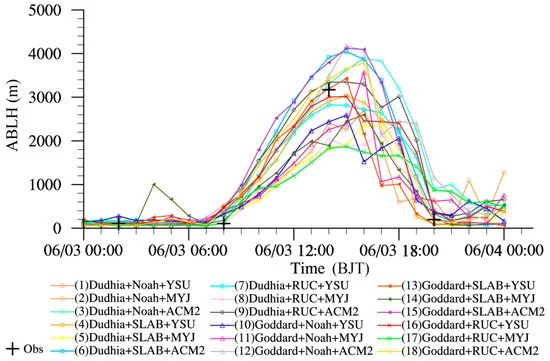 5000
4000
3000
2000
1000
0
ABLH (m)
06/03 00:00 06/03 06:00 06/03 12:00 06/03 18:00 06/04 00:00
Time (BJT)
(1)Dudhia+Noah+YSU (7)Dudhia+RUC+YSU (13)Goddard+SLAB+YSU
(2)Dudhia+Noah+MYJ (8)Dudhia+RUC+MYJ (14)Goddard+SLAB+MYJ
(3)Dudhia+Noah+ACM2 (9)Dudhia+RUC+ACM2 (15)Goddard+SLAB+ACM2
(4)Dudhia+SLAB+YSU (10)Goddard+Noah+YSU (16)Goddard+RUC+YSU
(5)Dudhia+SLAB+MYJ (11)Goddard+Noah+MYJ (17)Goddard+RUC+MYJ
Obs (6)Dudhia+SLAB+ACM2 (12)Goddard+Noah+ACM2 (18)Goddard+RUC+ACM2